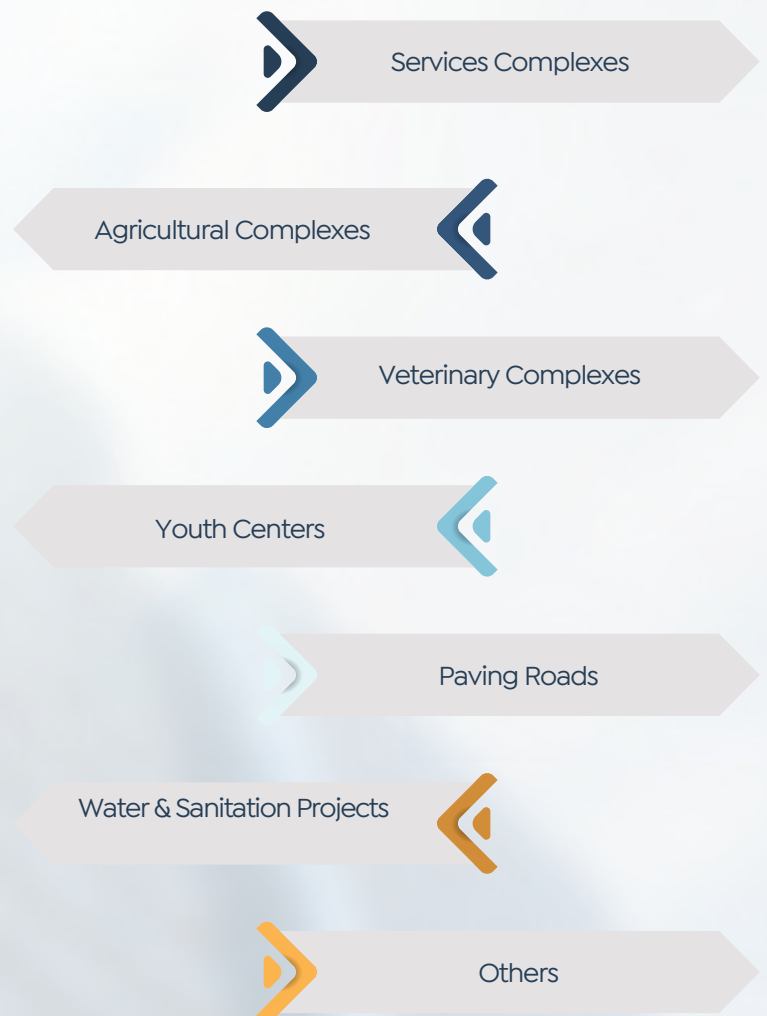 Services Complexes
Agricultural Complexes
Veterinary Complexes
Youth Centers
Paving Roads
Water & Sanitation Projects
Others